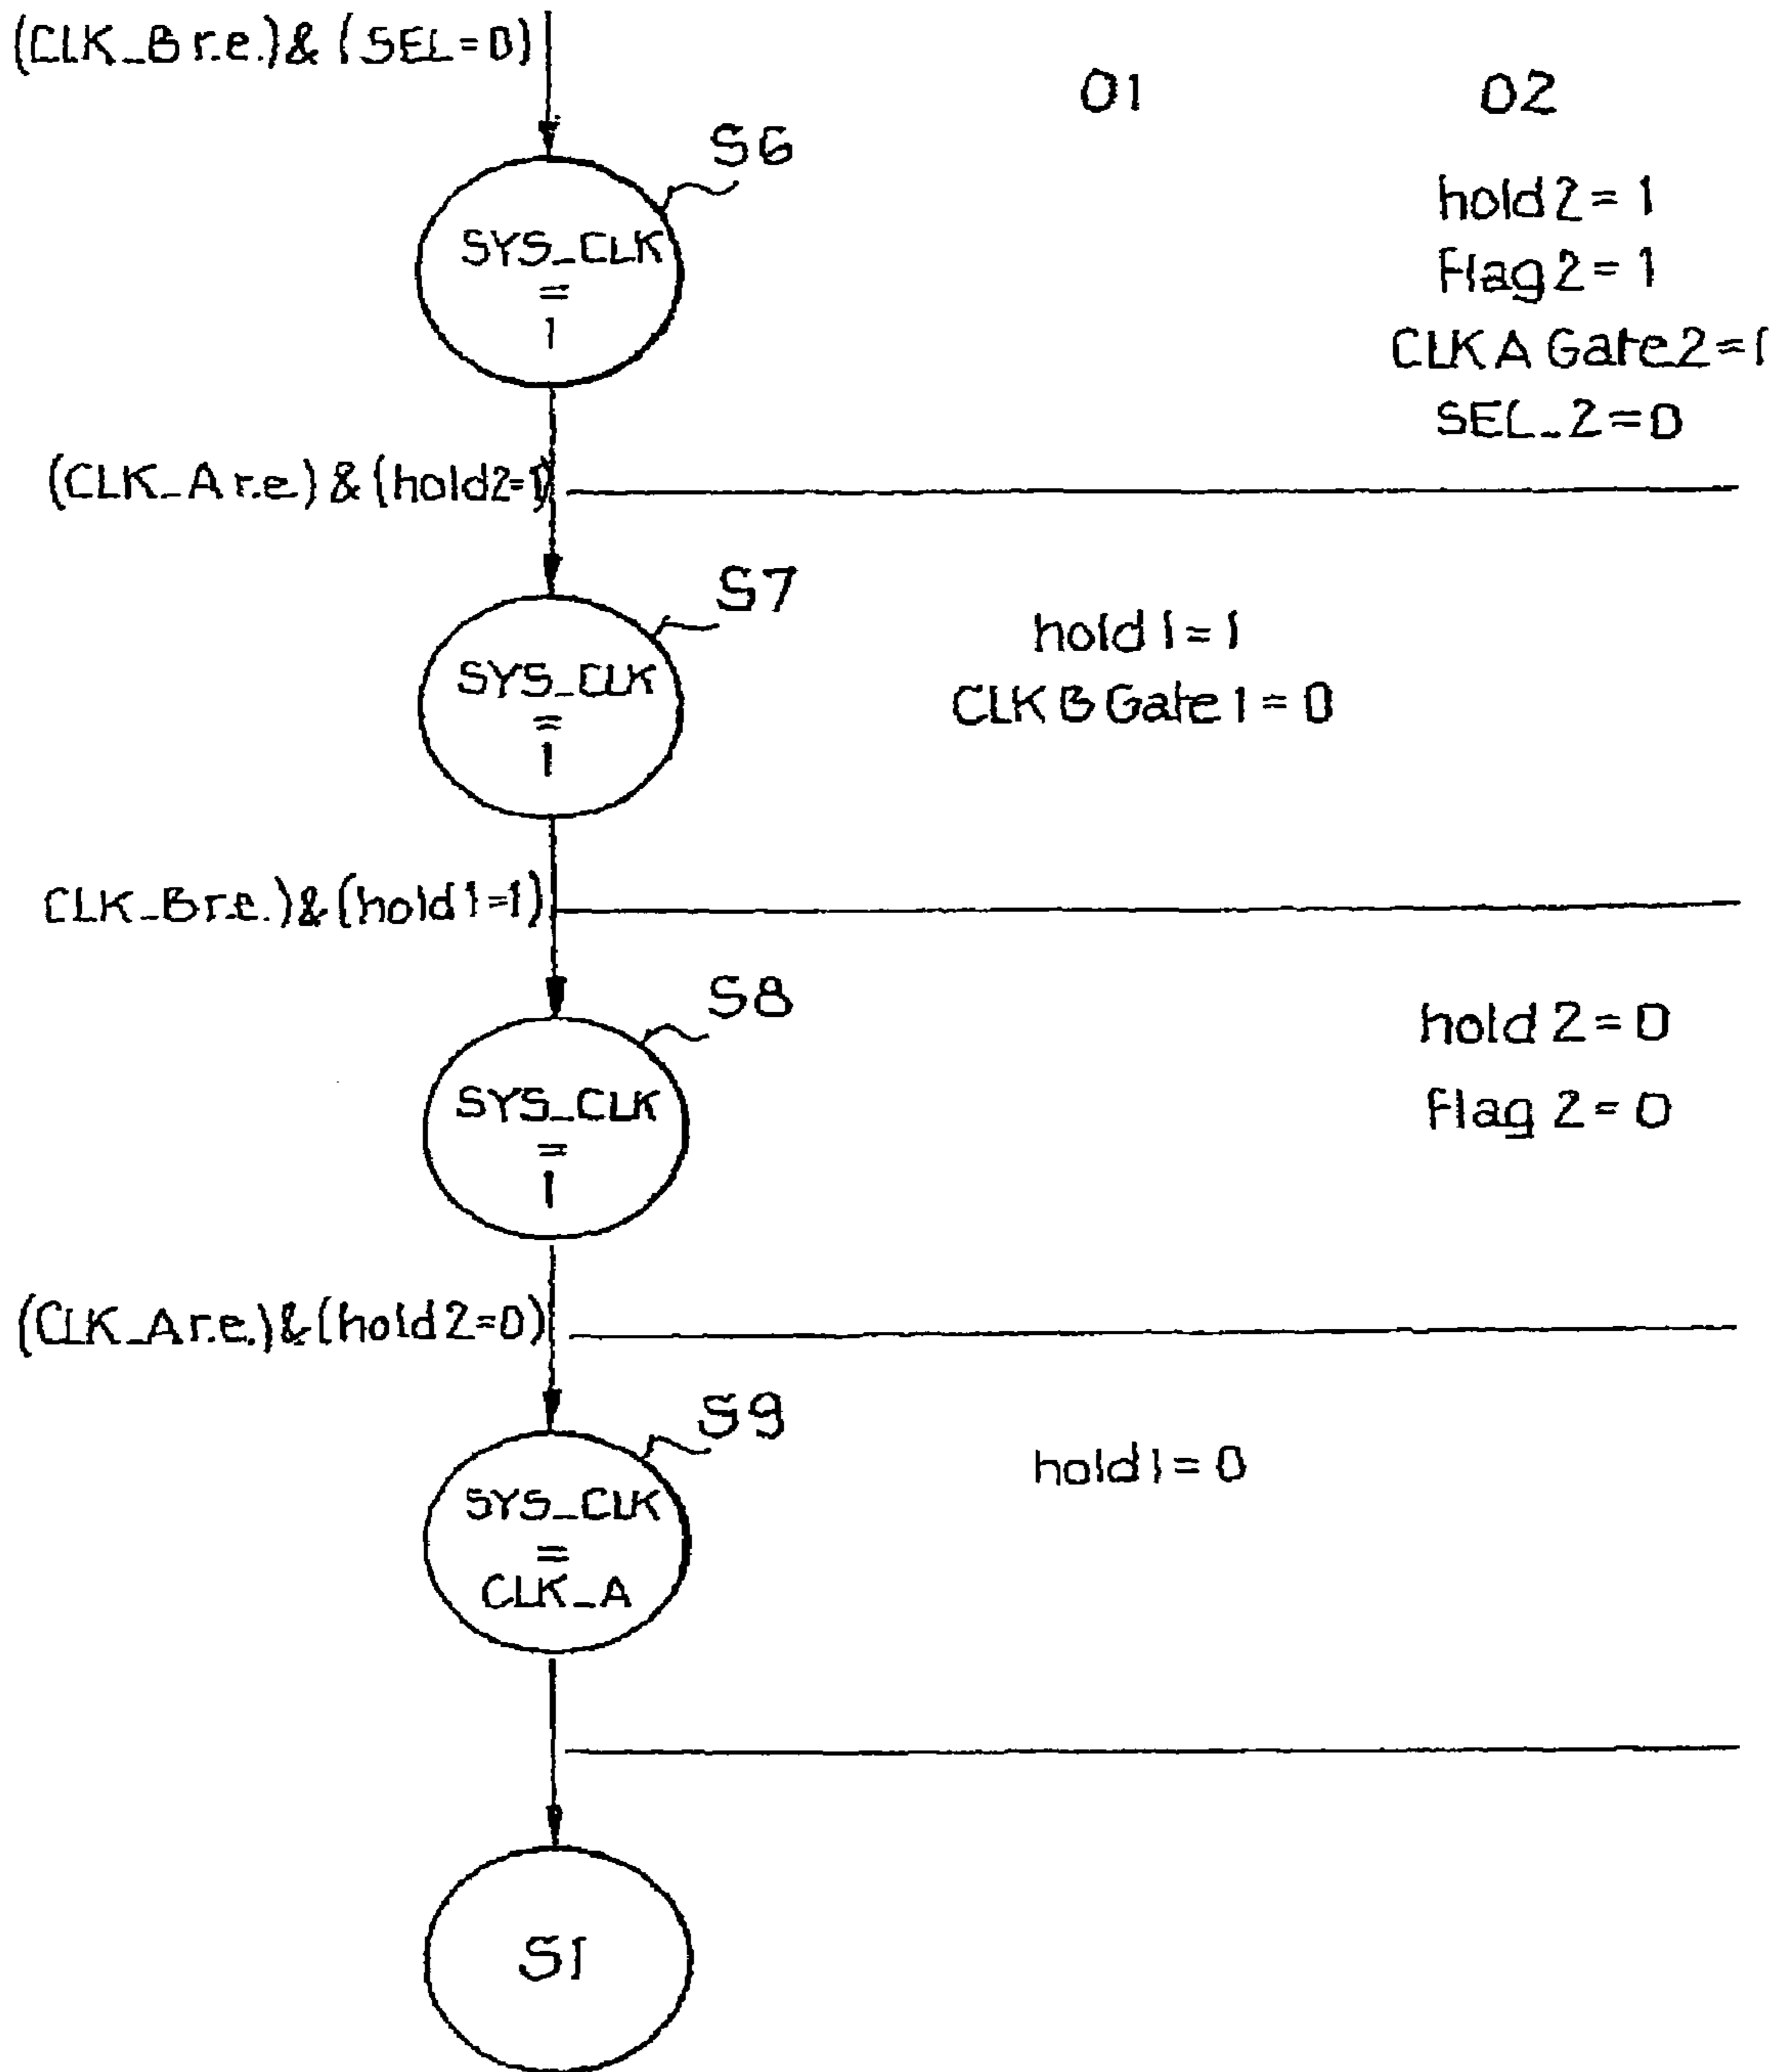 (CLK_B r.e.) & (SEL=0)
O1
O2
S6
SYS_CLK
=
1
hold 2 = 1
Flag 2 = 1
CLK A Gate 2 = 1
SEL_2 = 0
(CLK_A r.e.) & (hold2=1)
S7
SYS_CLK
=
1
hold 1 = 1
CLK B Gate 1 = 0
CLK_B r.e.) & (hold 1=1)
S8
SYS_CLK
=
1
hold 2 = 0
Flag 2 = 0
(CLK_A r.e.) & (hold 2=0)
S9
SYS_CLK
=
CLK_A
hold 1 = 0
S1